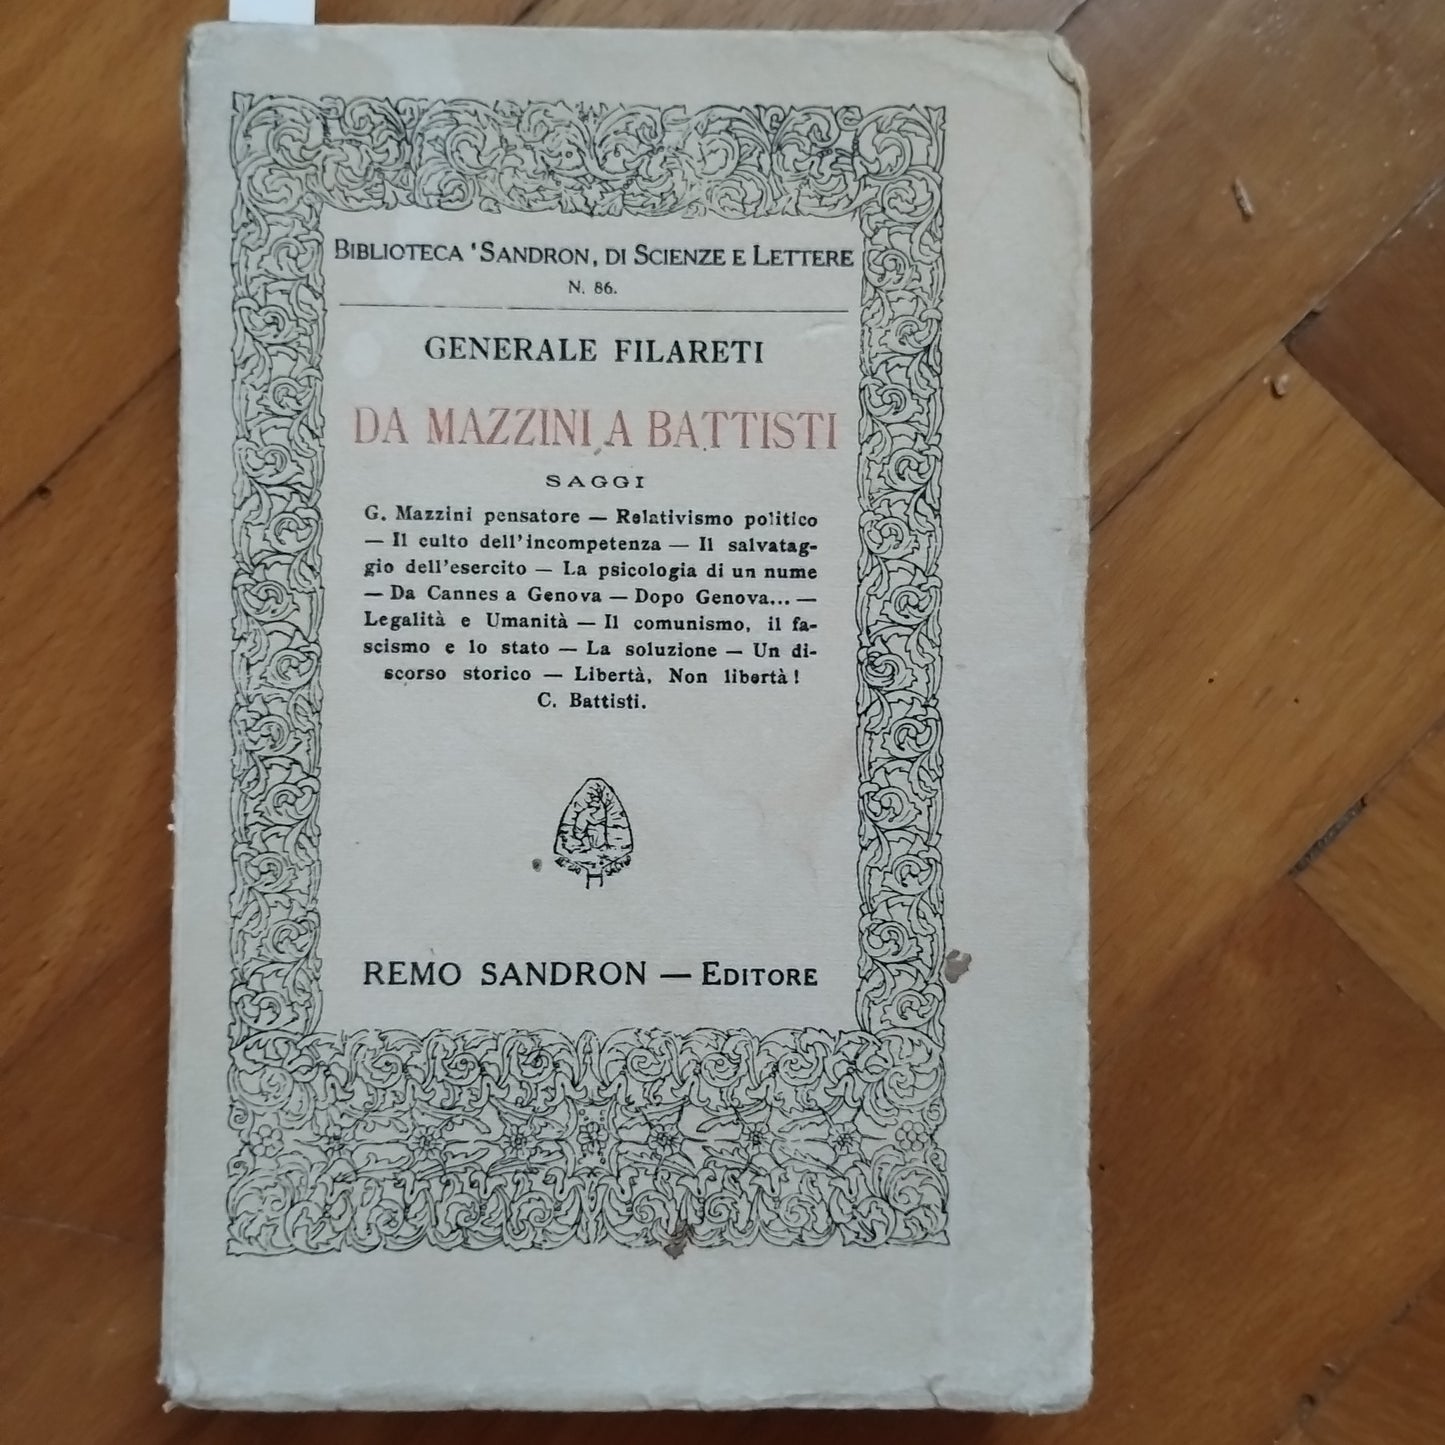 BIBLIOTECA 'SANDRON, DI SCIENZE E LETTERE
N. 86.
GENERALE FILARETI
DA MAZZINI A BATTISTI
SAGGI
G. Mazzini pensatore — Relativismo politico
— Il culto dell'incompetenza — Il salvatag-
gio dell'esercito — La psicologia di un nume
— Da Cannes a Genova — Dopo Genova... —
Legalità e Umanità — Il comunismo, il fa-
scismo e lo stato — La soluzione — Un di-
scorso storico — Libertà, Non libertà!
C. Battisti.
REMO SANDRON — EDITORE